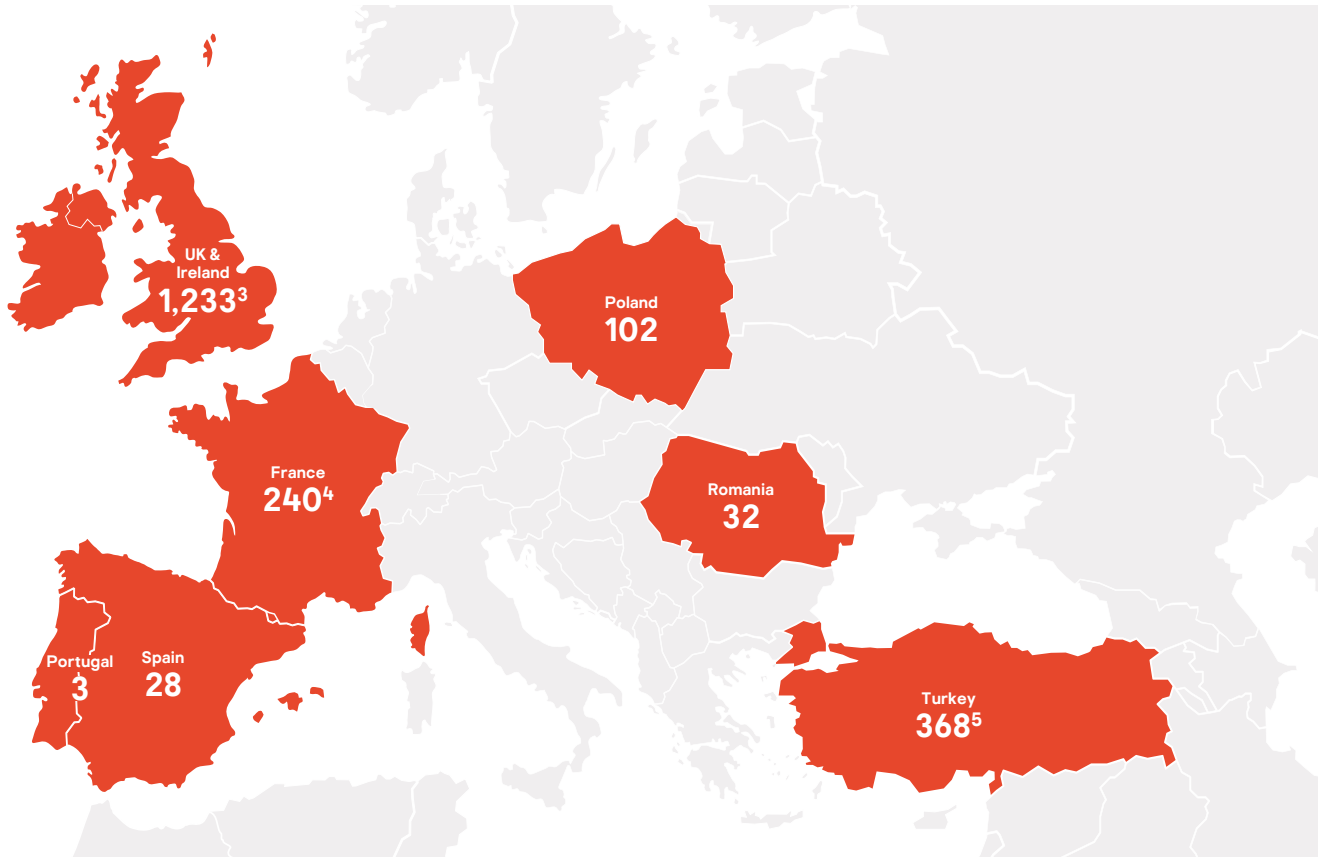 UK &
Ireland
1,233³
Poland
102
France
240⁴
Romania
32
Portugal
3
Spain
28
Turkey
368⁵